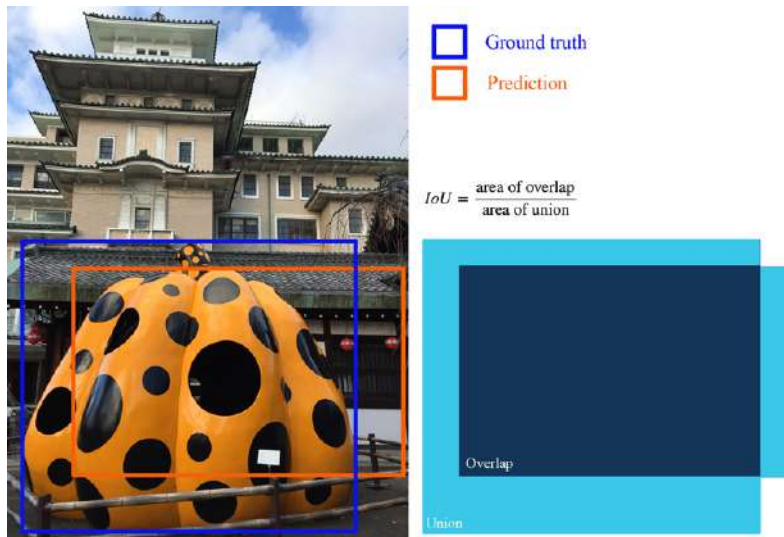 Ground truth
Prediction
IoU = area of overlap / area of union
Overlap
Union